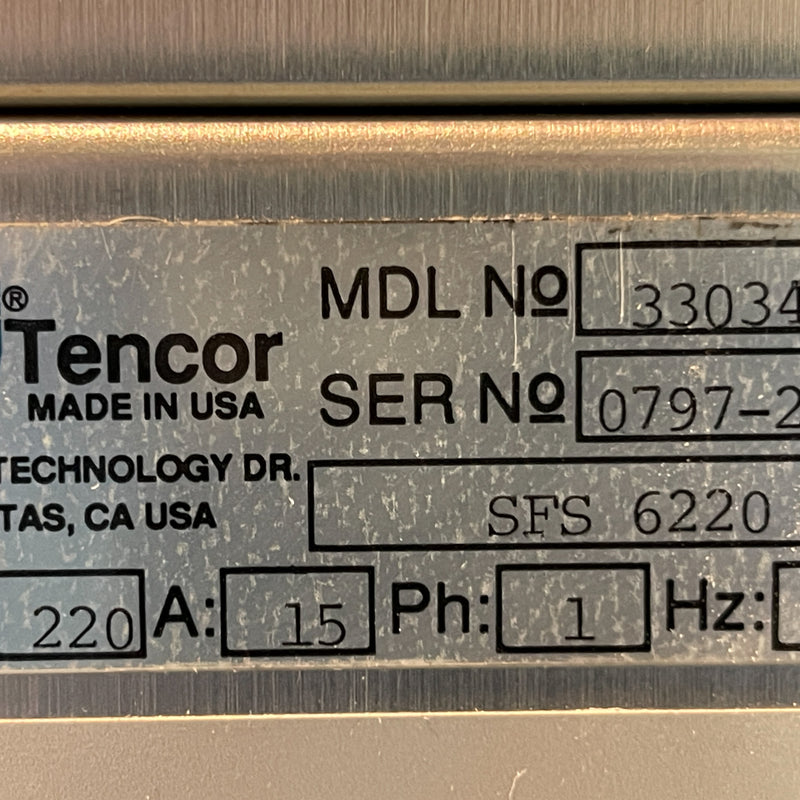 ®
Tencor
MADE IN USA
TECHNOLOGY DR.
TAS, CA USA
MDL Nº 33034
SER Nº 0797-2
SFS 6220
220 A: 15 Ph: 1 Hz: